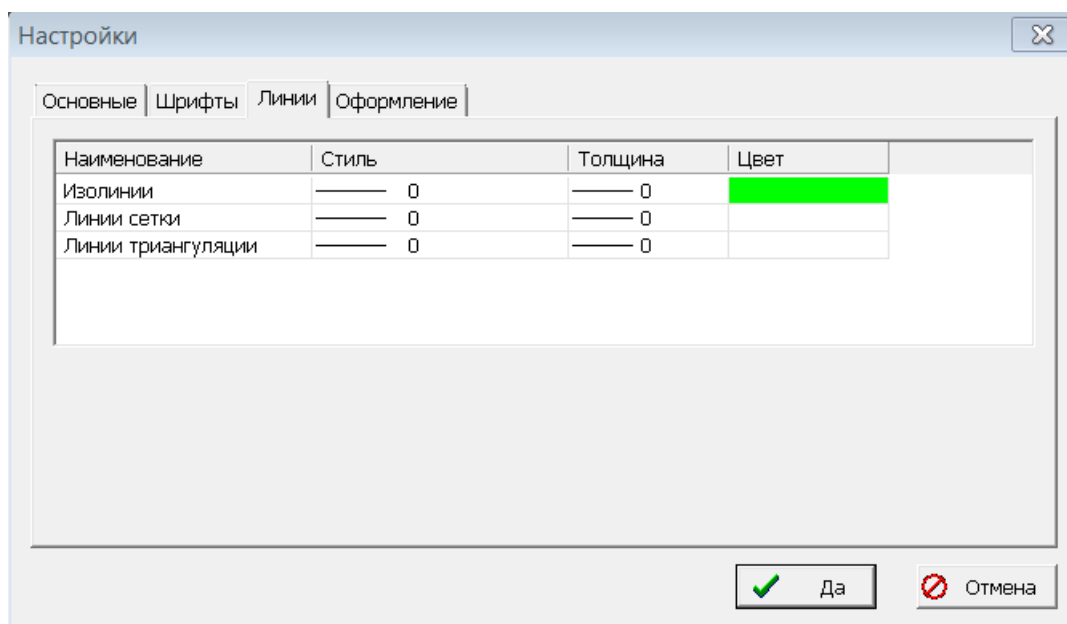 Настройки
Основные Шрифты Линии Оформление
Наименование Стиль Толщина Цвет
Изолинии 0 0
Линии сетки 0 0
Линии триангуляции 0 0
Да Отмена